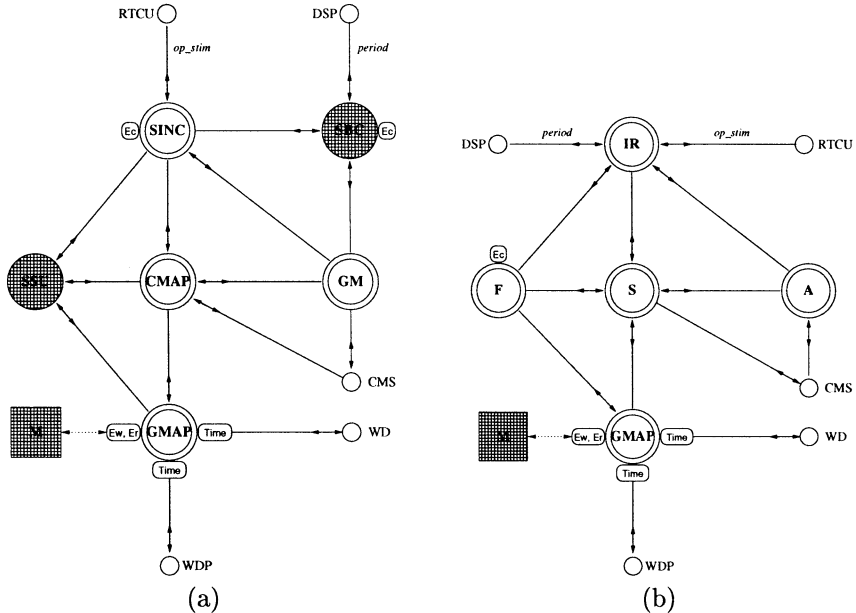 RTCU
op_stim
DSP
period
Ec
SINC
SBC
Ec
SSC
CMAP
GM
CMS
M
Ew, Er
GMAP
Time
WD
Time
WDP
(a)
DSP
period
IR
op_stim
RTCU
Ec
F
S
A
CMS
M
Ew, Er
GMAP
Time
WD
Time
WDP
(b)